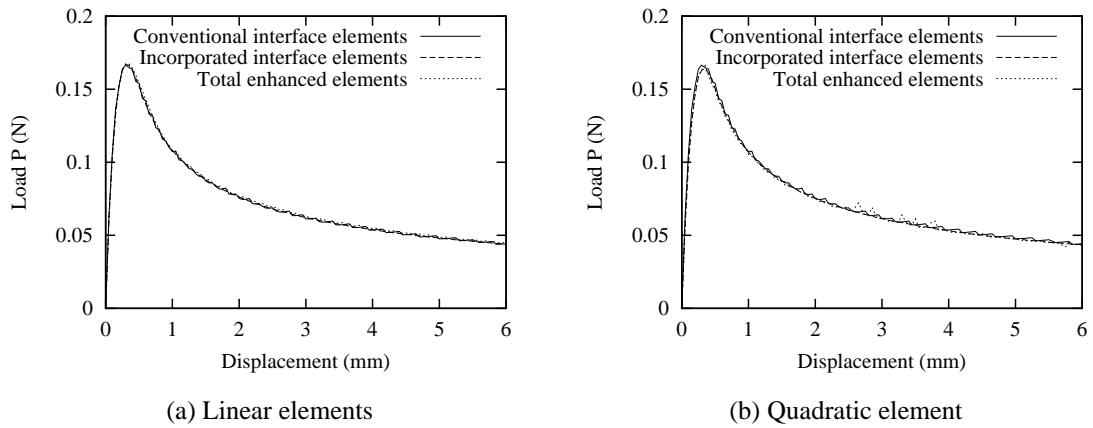 0.2
0.15
0.1
0.05
0
Load P (N)
Conventional interface elements
Incorporated interface elements
Total enhanced elements
0 1 2 3 4 5 6
Displacement (mm)
(a) Linear elements
0.2
0.15
0.1
0.05
0
Load P (N)
Conventional interface elements
Incorporated interface elements
Total enhanced elements
0 1 2 3 4 5 6
Displacement (mm)
(b) Quadratic element